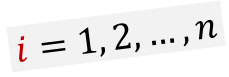 i = 1,2, …, n